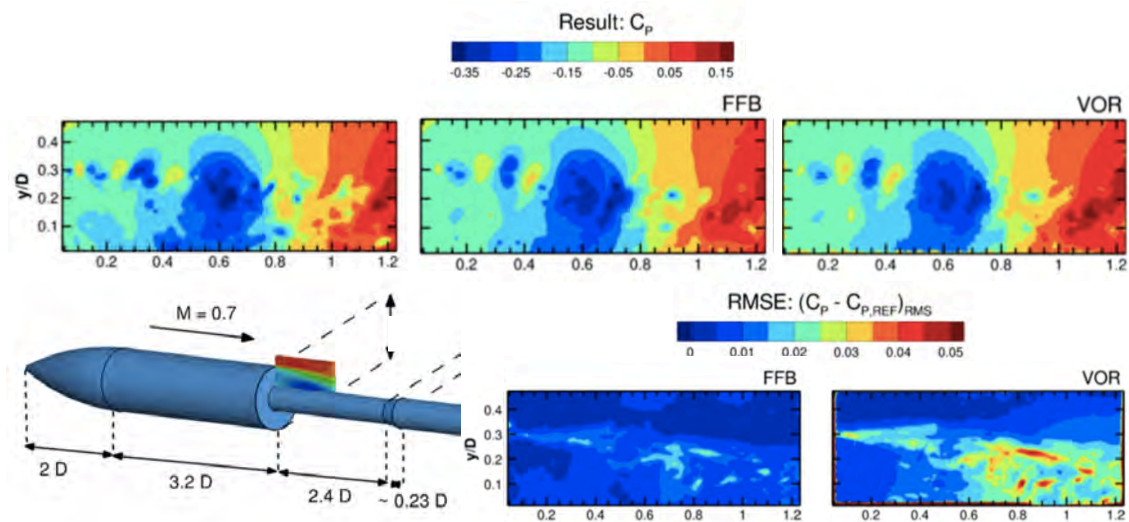 Result: C_P
-0.35 -0.25 -0.15 -0.05 0.05 0.15
FFB
VOR
y/D
0.4
0.3
0.2
0.1
0.2 0.4 0.6 0.8 1 1.2
0.2 0.4 0.6 0.8 1 1.2
0.2 0.4 0.6 0.8 1 1.2
M = 0.7
2 D
3.2 D
2.4 D
~ 0.23 D
RMSE: (C_P - C_P,REF)_RMS
0 0.01 0.02 0.03 0.04 0.05
FFB
VOR
y/D
0.4
0.3
0.2
0.1
0.2 0.4 0.6 0.8 1 1.2
0.2 0.4 0.6 0.8 1 1.2